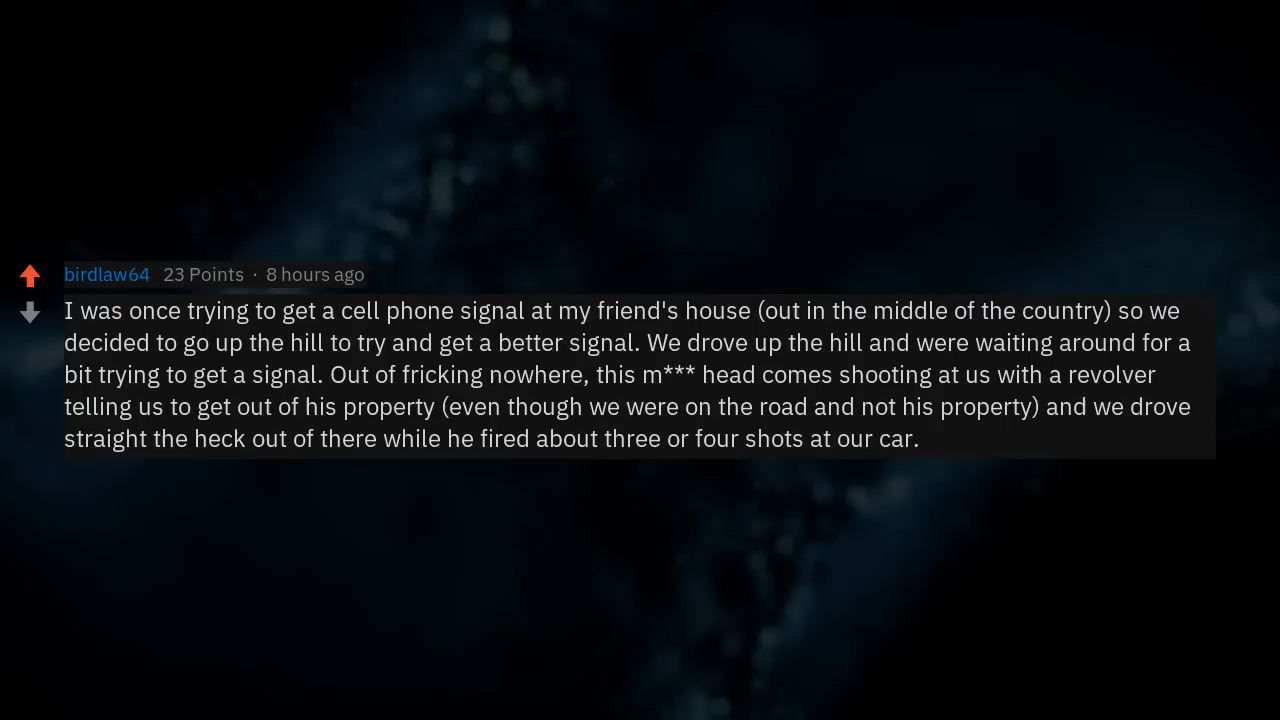 birdlaw64 23 Points · 8 hours ago
I was once trying to get a cell phone signal at my friend's house (out in the middle of the country) so we
decided to go up the hill to try and get a better signal. We drove up the hill and were waiting around for a
bit trying to get a signal. Out of fricking nowhere, this m*** head comes shooting at us with a revolver
telling us to get out of his property (even though we were on the road and not his property) and we drove
straight the heck out of there while he fired about three or four shots at our car.